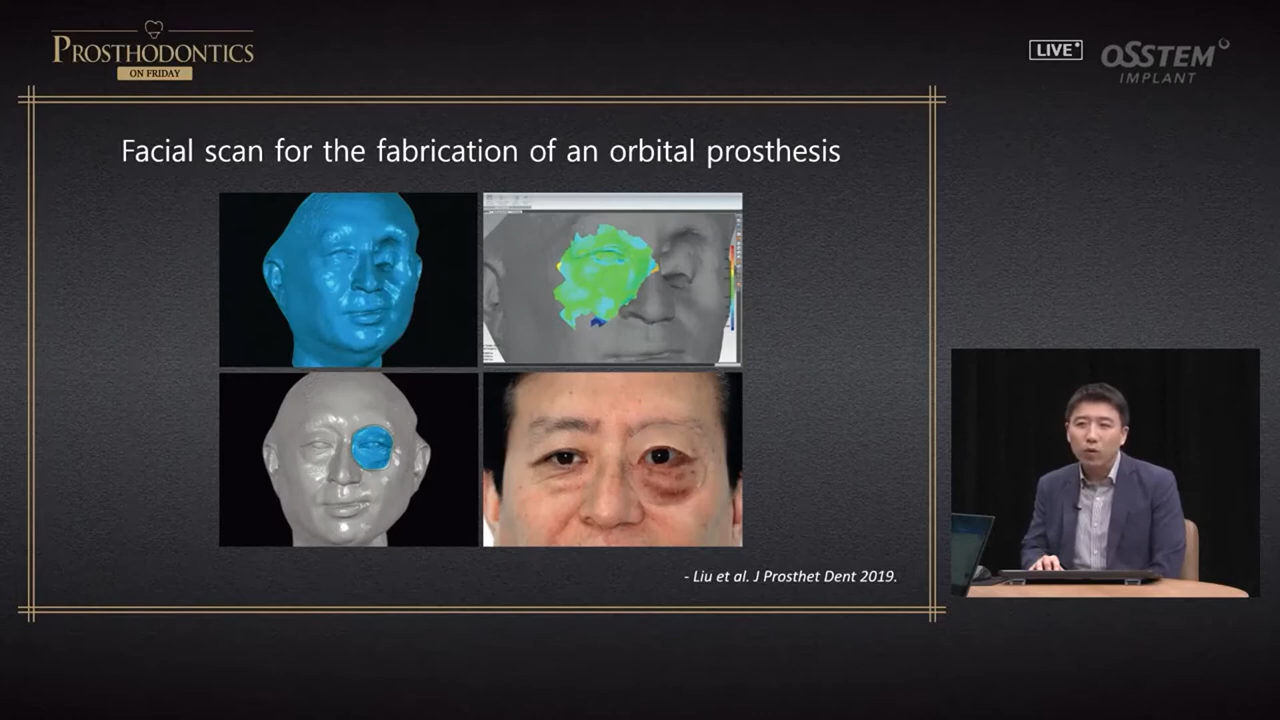 PROSTHODONTICS
ON FRIDAY
LIVE
OSSTEM
IMPLANT
Facial scan for the fabrication of an orbital prosthesis
- Liu et al. J Prosthet Dent 2019.